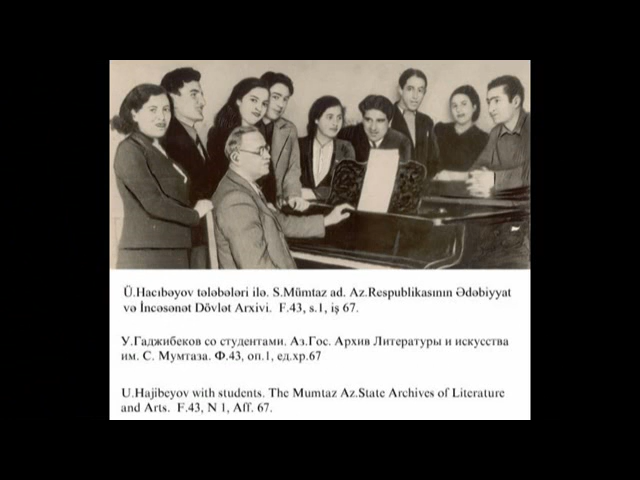 Ü.Hacıbəyov tələbələri ilə. S.Mümtaz ad. Az.Respublikasının Ədəbiyyat
və İncəsənət Dövlət Arxivi. F.43, s.1, iş 67.
У.Гаджибеков со студентами. Аз.Гос. Архив Литературы и искусства
им. С. Мумтаза. Ф.43, оп.1, ед.хр.67
U.Hajibeyov with students. The Mumtaz Az.State Archives of Literature
and Arts. F.43, N 1, Aff. 67.